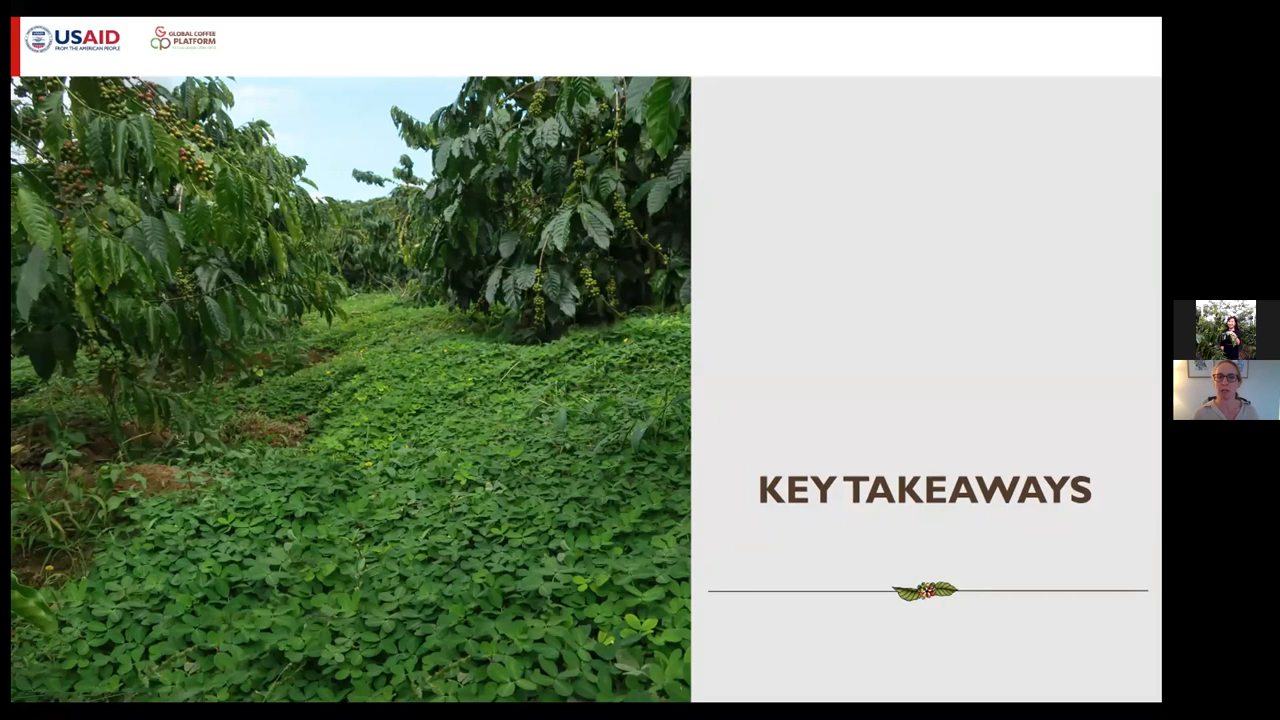 USAID
FROM THE AMERICAN PEOPLE
GLOBAL COFFEE
PLATFORM
KEY TAKEAWAYS